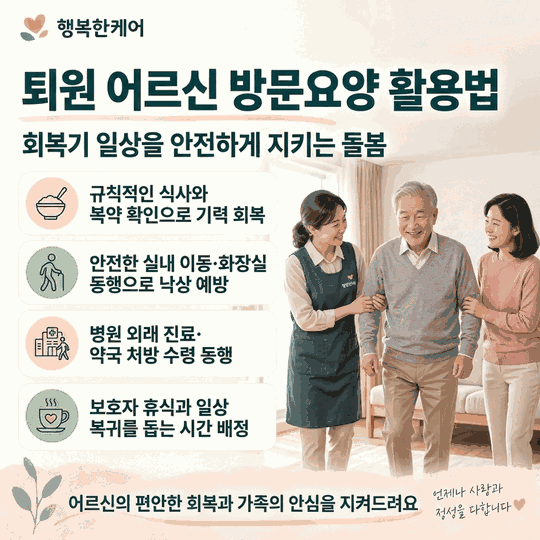 행복한케어
퇴원 어르신 방문요양 활용법
회복기 일상을 안전하게 지키는 돌봄
규칙적인 식사와
복약 확인으로 기력 회복
안전한 실내 이동·화장실
동행으로 낙상 예방
병원 외래 진료·
약국 처방 수령 동행
보호자 휴식과 일상
복귀를 돕는 시간 배정
어르신의 편안한 회복과 가족의 안심을 지켜드려요
언제나 사랑과
정성을 다합니다